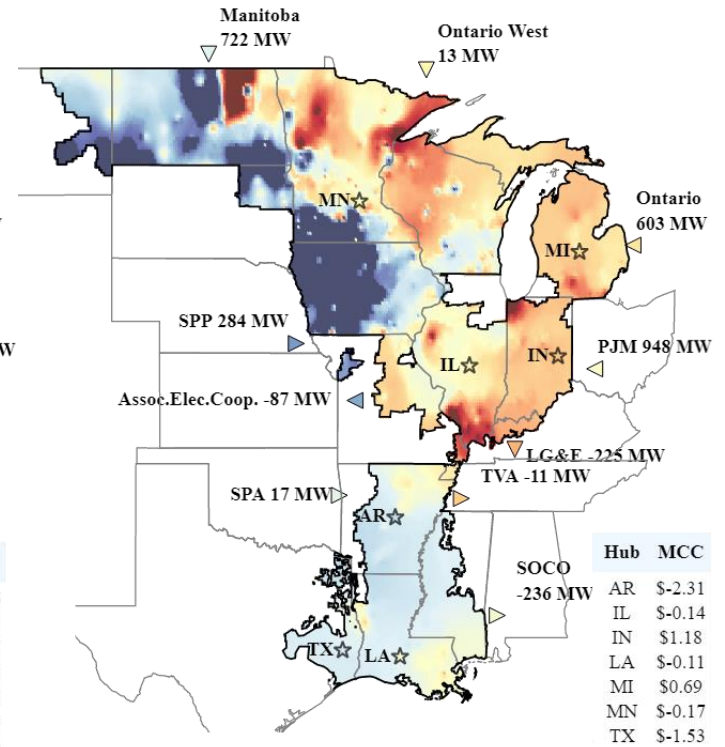 Manitoba
722 MW
Ontario West
13 MW
MN
Ontario
603 MW
MI
SPP 284 MW
W
IL
IN
PJM 948 MW
Assoc.Elec.Coop. -87 MW
LG&E -225 MW
TVA -11 MW
SPA 17 MW
AR
SOCO
-236 MW
TX
LA
Hub MCC
AR $-2.31
IL $-0.14
IN $1.18
LA $-0.11
MI $0.69
MN $-0.17
TX $-1.53